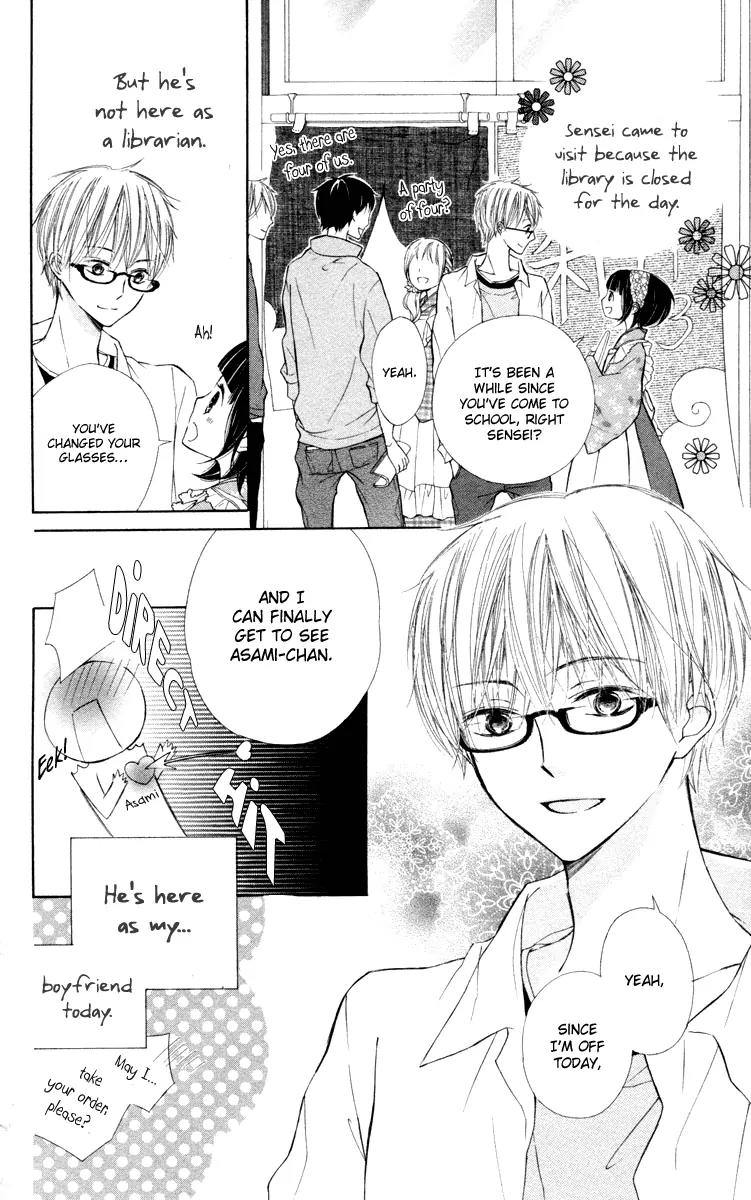 Sensei came to
visit because the
library is closed
for the day.
A party
of four?
Yes, there are
four of us.
IT'S BEEN A
WHILE SINCE
YOU'VE COME TO
SCHOOL, RIGHT
SENSEI?
YEAH.
But he's
not here as
a librarian.
Ah!
YOU'VE
CHANGED YOUR
GLASSES...
YEAH,
SINCE
I'M OFF
TODAY,
AND I
CAN FINALLY
GET TO SEE
ASAMI-CHAN.
DIRECT
HIT
Eek!
Asami
He's here
as my...
boyfriend
today.
May I...
take
your order,
please?